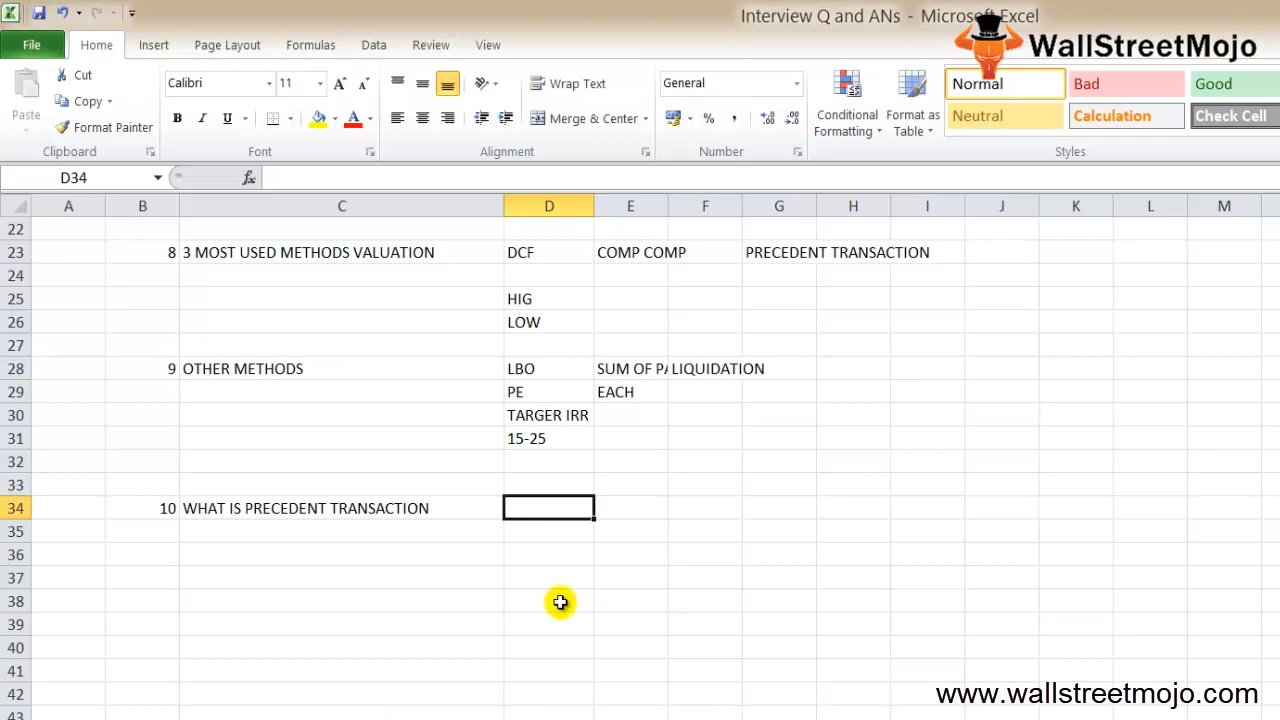 Interview Q and ANs - Microsoft Excel
WallStreetMojo
File Home Insert Page Layout Formulas Data Review View
Cut
Copy
Format Painter
Paste
Clipboard
Calibri 11
A A
B I U A
Font
Wrap Text
Merge & Center
Alignment
General
% ,
Number
Conditional Formatting
Format as Table
Normal Bad Good
Neutral Calculation Check Cell
Styles
D34 fx
A B C D E F G H I J K L M
22
23 8 3 MOST USED METHODS VALUATION DCF COMP COMP PRECEDENT TRANSACTION
24
25 HIG
26 LOW
27
28 9 OTHER METHODS LBO SUM OF PA LIQUIDATION
29 PE EACH
30 TARGER IRR
31 15-25
32
33
34 10 WHAT IS PRECEDENT TRANSACTION
35
36
37
38
39
40
41
42
43
www.wallstreetmojo.com